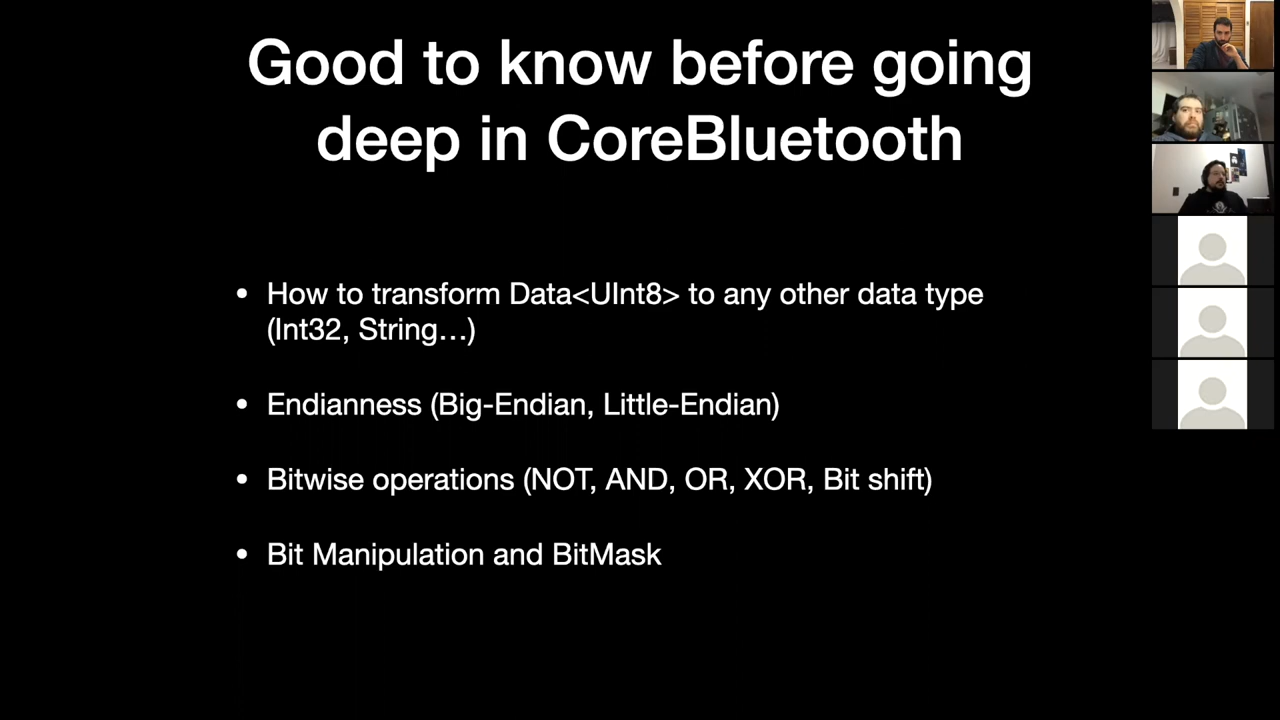 Good to know before going
deep in CoreBluetooth
• How to transform Data<UInt8> to any other data type
(Int32, String…)
• Endianness (Big-Endian, Little-Endian)
• Bitwise operations (NOT, AND, OR, XOR, Bit shift)
• Bit Manipulation and BitMask